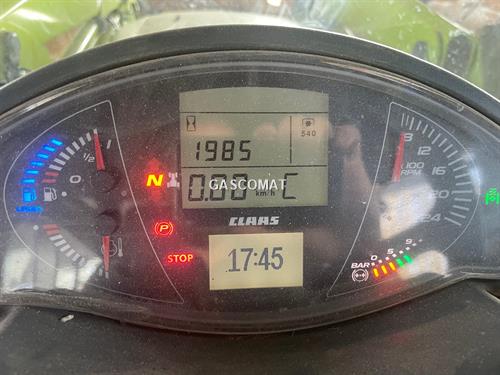 540
1985
0.00 km/h C
GASCOMAT
CLAAS
17:45
1
1/2
0
N
P
STOP
8
12
x100
RPM
16
24
BAR 0 5 9